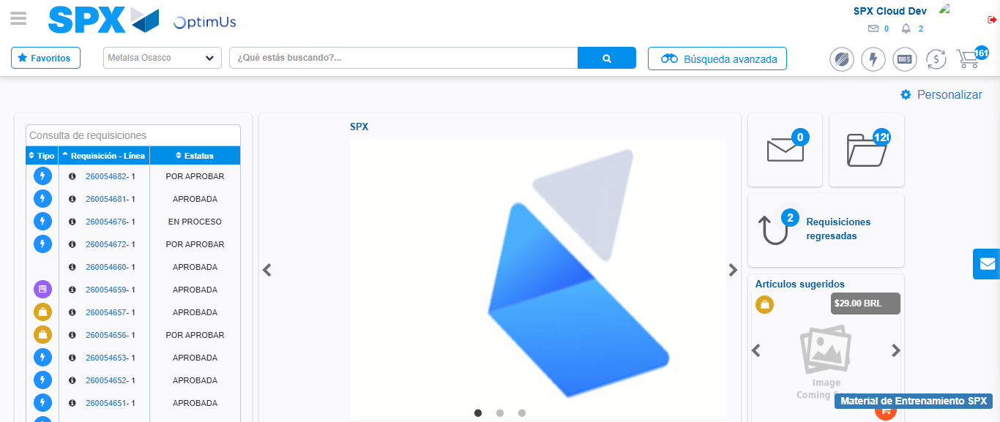 SPX OptimUs
SPX Cloud Dev
0 2
Favoritos
Metalsa Osasco
¿Qué estás buscando?...
Búsqueda avanzada
161
Personalizar
Consulta de requisiciones
Tipo Requisición - Línea Estatus
260054682- 1 POR APROBAR
260054681- 1 APROBADA
260054676- 1 EN PROCESO
260054672- 1 POR APROBAR
260054660- 1 APROBADA
260054659- 1 APROBADA
260054657- 1 APROBADA
260054656- 1 POR APROBAR
260054653- 1 APROBADA
260054652- 1 APROBADA
260054651- 1 APROBADA
SPX
0
2
Requisiciones
regresadas
Artículos sugeridos
$29.00 BRL
Image
Coming
Material de Entrenamiento SPX